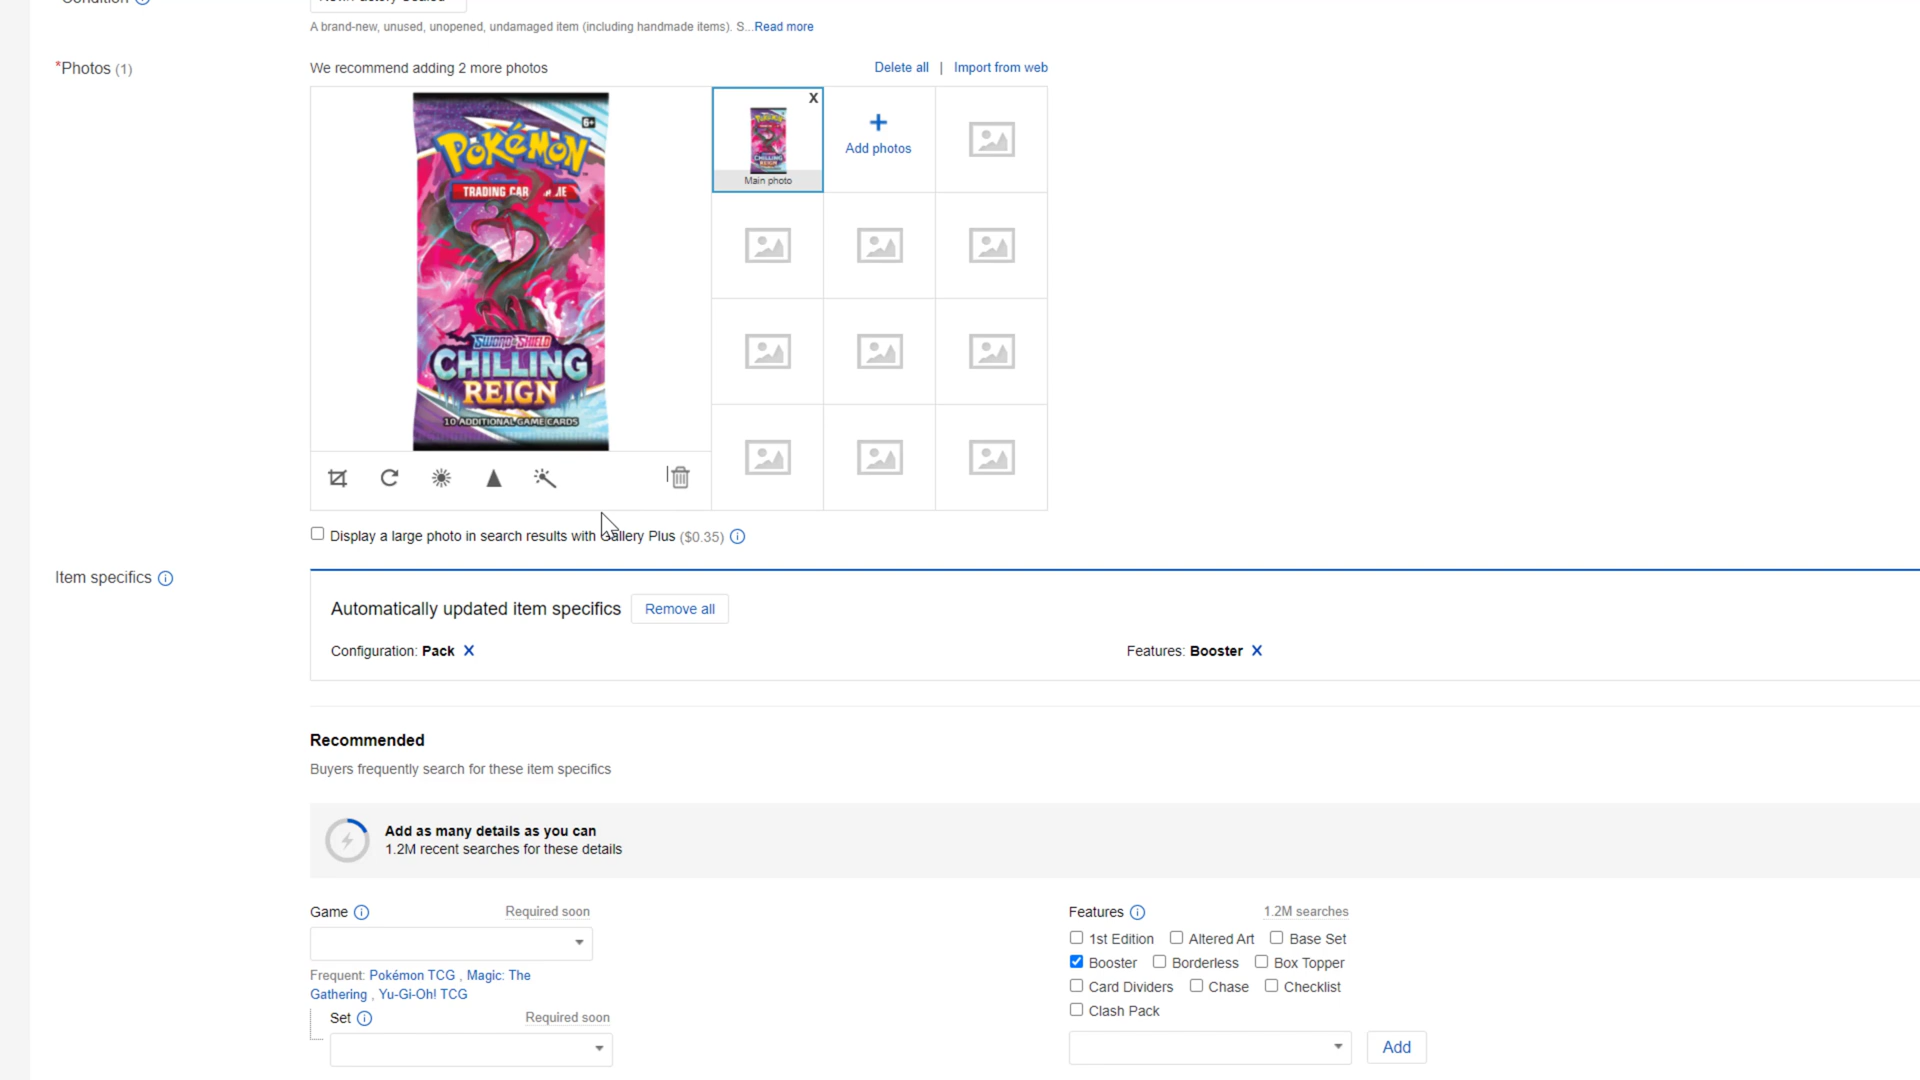 A brand-new, unused, unopened, undamaged item (including handmade items). S...Read more
*Photos (1)
We recommend adding 2 more photos
Delete all | Import from web
6+
POKéMON
TRADING CAR
CHILLING
REIGN
10 ADDITIONAL GAME CARDS
SWORD & SHIELD
X
Main photo
+
Add photos
Display a large photo in search results with Gallery Plus ($0.35)
Item specifics
Automatically updated item specifics
Remove all
Configuration: Pack X
Features: Booster X
Recommended
Buyers frequently search for these item specifics
Add as many details as you can
1.2M recent searches for these details
Game
Required soon
Frequent: Pokémon TCG , Magic: The
Gathering , Yu-Gi-Oh! TCG
Set
Required soon
Features
1.2M searches
1st Edition
Altered Art
Base Set
Booster
Borderless
Box Topper
Card Dividers
Chase
Checklist
Clash Pack
Add